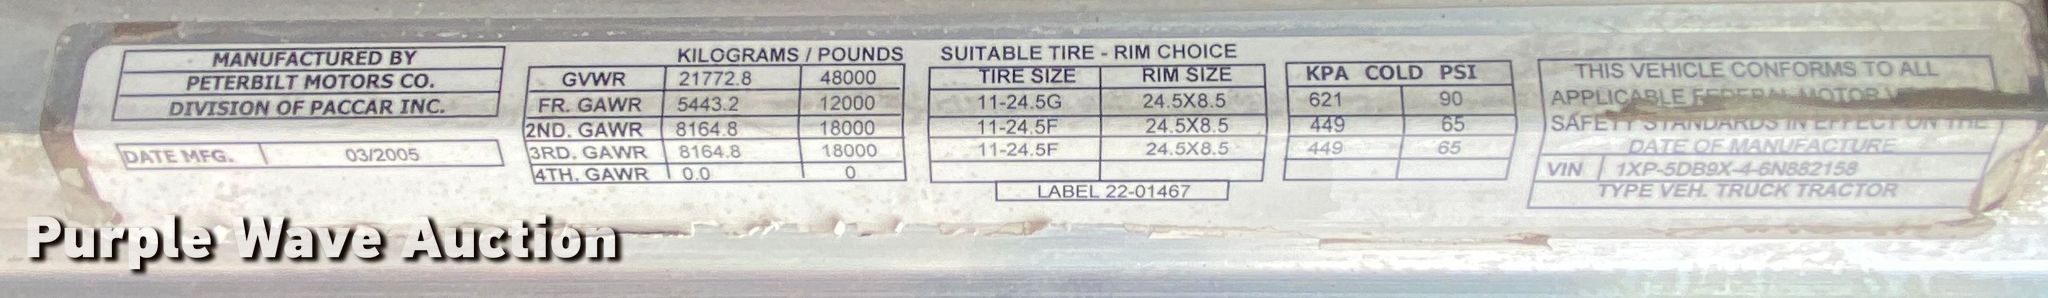 MANUFACTURED BY
PETERBILT MOTORS CO.
DIVISION OF PACCAR INC.
DATE MFG. 03/2005
KILOGRAMS / POUNDS
GVWR 21772.8 48000
FR. GAWR 5443.2 12000
2ND. GAWR 8164.8 18000
3RD. GAWR 8164.8 18000
4TH. GAWR 0.0 0
SUITABLE TIRE - RIM CHOICE
TIRE SIZE RIM SIZE
11-24.5G 24.5X8.5
11-24.5F 24.5X8.5
11-24.5F 24.5X8.5
LABEL 22-01467
KPA COLD PSI
621 90
449 65
449 65
THIS VEHICLE CONFORMS TO ALL
APPLICABLE FEDERAL MOTOR
SAFETY STANDARDS IN EFFECT ON THE
DATE OF MANUFACTURE
VIN 1XP-5DB9X-4-6N882158
TYPE VEH. TRUCK TRACTOR
Purple Wave Auction